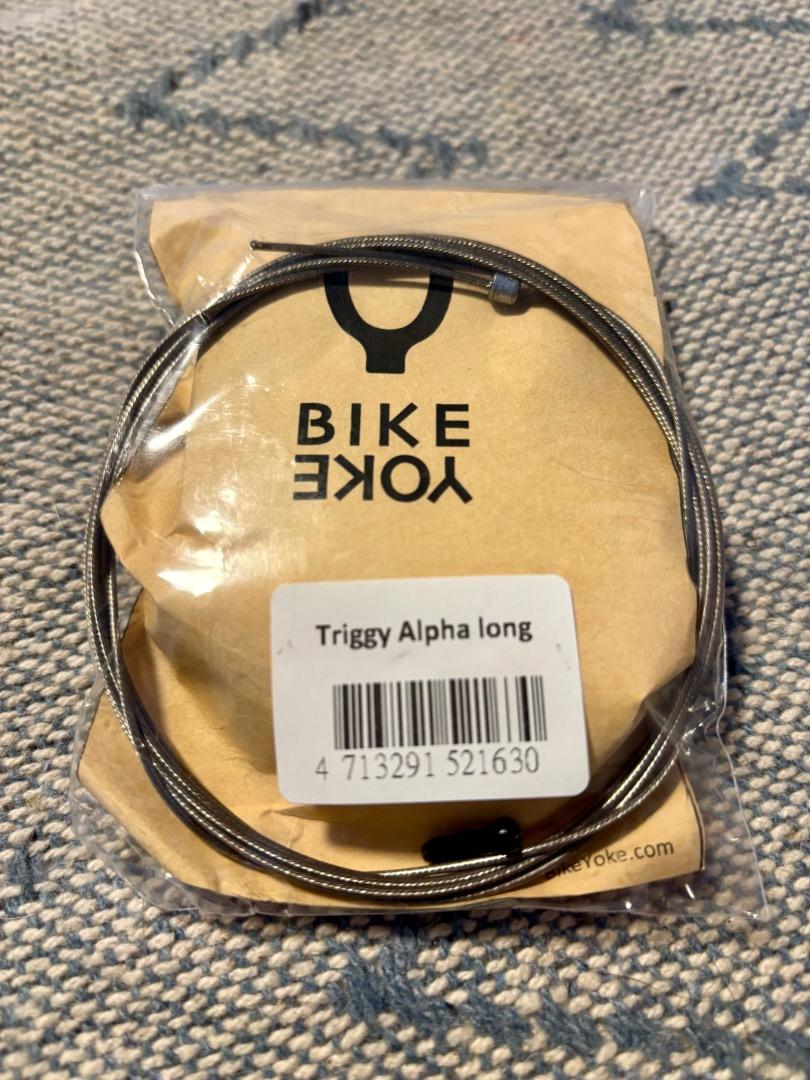 BIKE
YOKE
Triggy Alpha long
4 713291 521630
BikeYoke.com